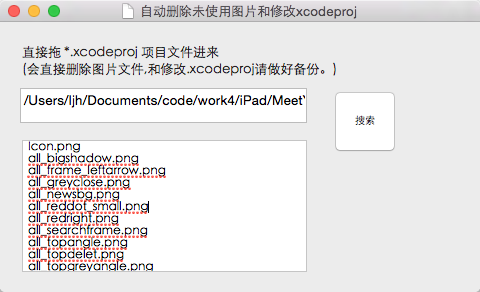 自动删除未使用图片和修改xcodeproj
直接拖 *.xcodeproj 项目文件进来
(会直接删除图片文件,和修改.xcodeproj请做好备份。)
/Users/ljh/Documents/code/work4/iPad/Meet
搜索
Icon.png
all_bigshadow.png
all_frame_leftarrow.png
all_greyclose.png
all_newsbg.png
all_reddot_small.png
all_redright.png
all_searchframe.png
all_topangle.png
all_topdelet.png
all_topgreyangle.png